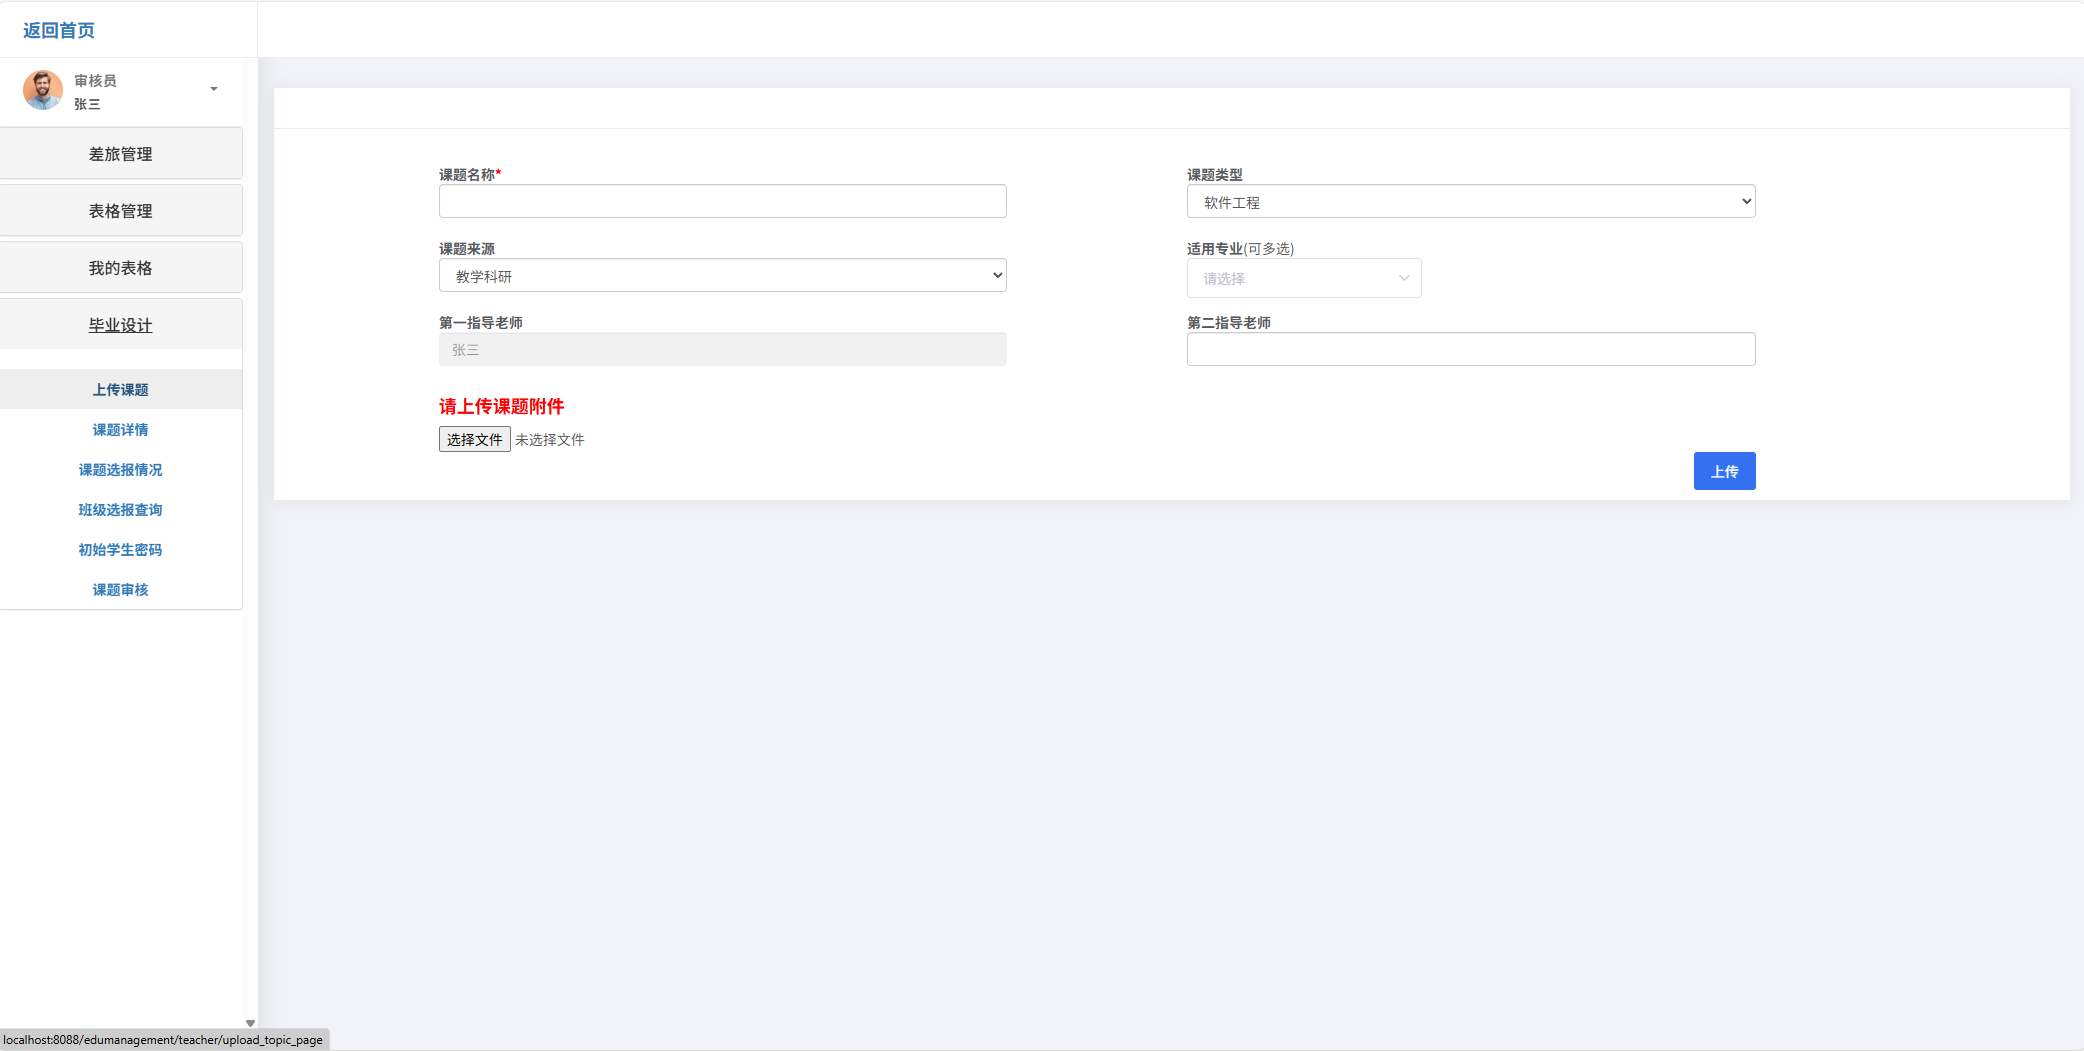 返回首页
审核员
张三
差旅管理
表格管理
我的表格
毕业设计
上传课题
课题详情
课题选报情况
班级选报查询
初始学生密码
课题审核
课题名称*
课题类型
软件工程
课题来源
教学科研
适用专业(可多选)
请选择
第一指导老师
张三
第二指导老师
请上传课题附件
选择文件 未选择文件
上传
localhost:8088/edumanagement/teacher/upload_topic_page